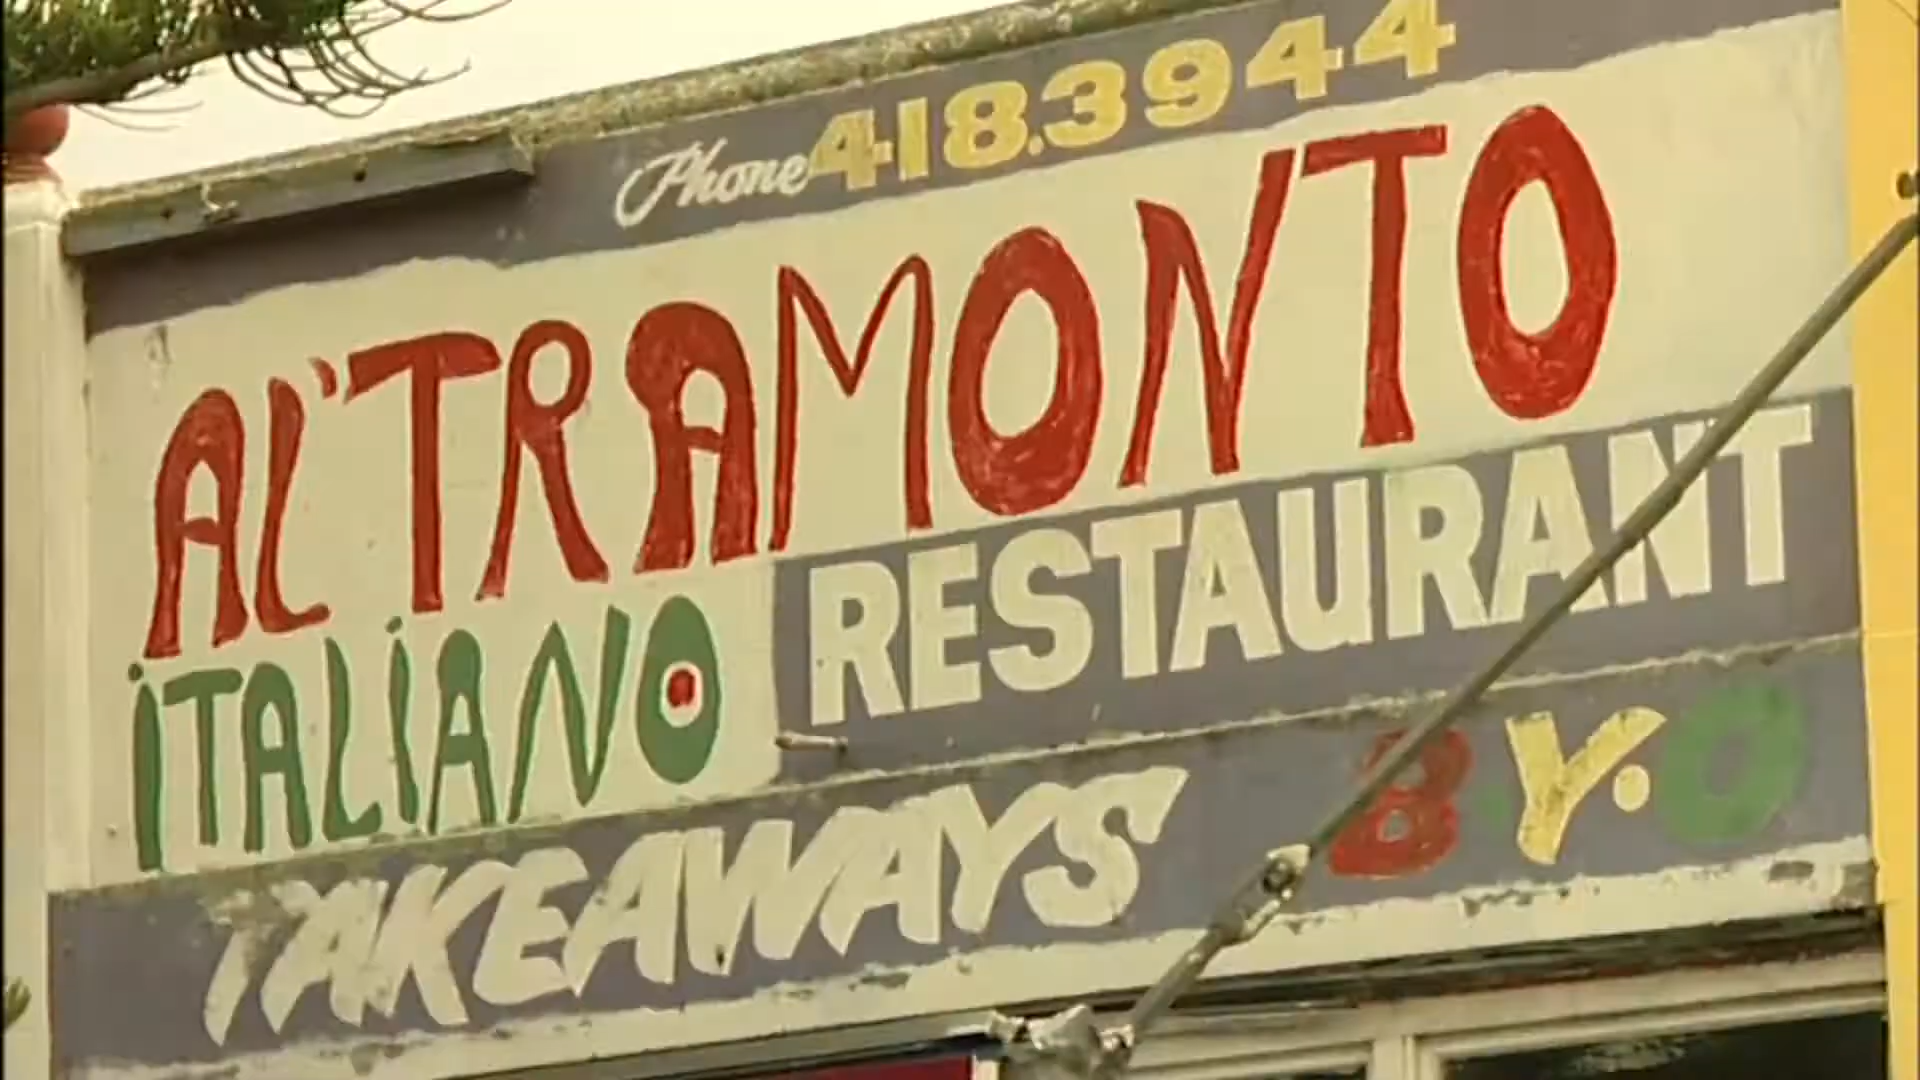 Phone 418.3944
AL'TRAMONTO
iTALiANO RESTAURANT
TAKEAWAYS B.Y.O